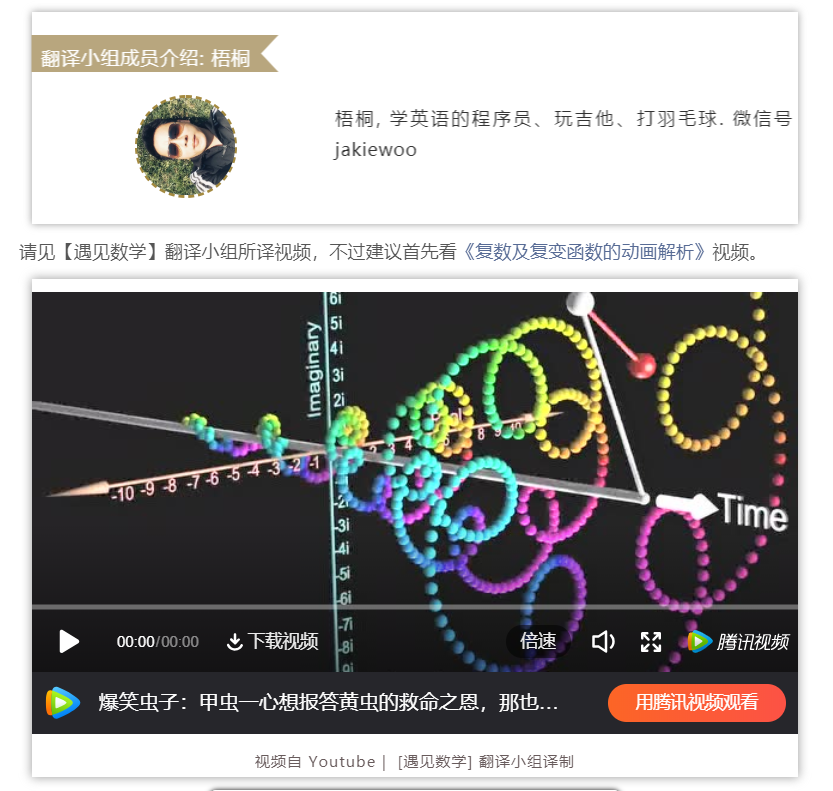 翻译小组成员介绍: 梧桐
梧桐, 学英语的程序员、玩吉他、打羽毛球. 微信号
jakiewoo
请见【遇见数学】翻译小组所译视频，不过建议首先看《复数及复变函数的动画解析》视频。
6i
5i
4i
3i
2i
Imaginary
-10 -9 -8 -7 -6 -5 -4 -3 -2 -1
2 3 4 8 9 10
-2i
-3i
-4i
-5i
-6i
-7i
-8i
9i
Time
00:00/00:00
下载视频
倍速
腾讯视频
爆笑虫子：甲虫一心想报答黄虫的救命之恩，那也...
用腾讯视频观看
视频自 Youtube | [遇见数学] 翻译小组译制